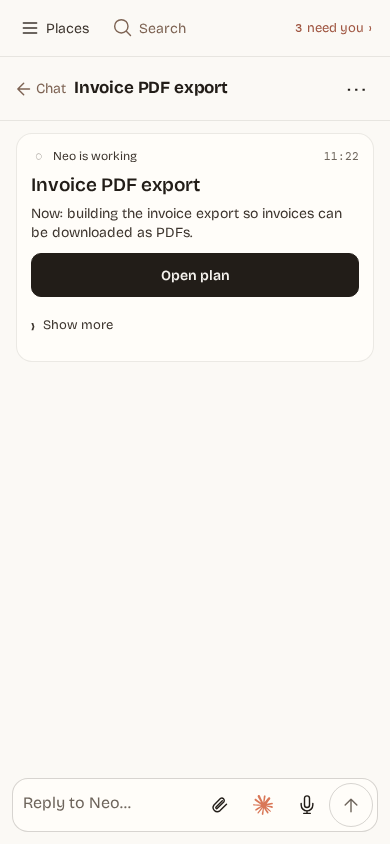 Places
Search
3 need you ›
Chat
Invoice PDF export
Neo is working
11:22
Invoice PDF export
Now: building the invoice export so invoices can
be downloaded as PDFs.
Open plan
Show more
Reply to Neo...